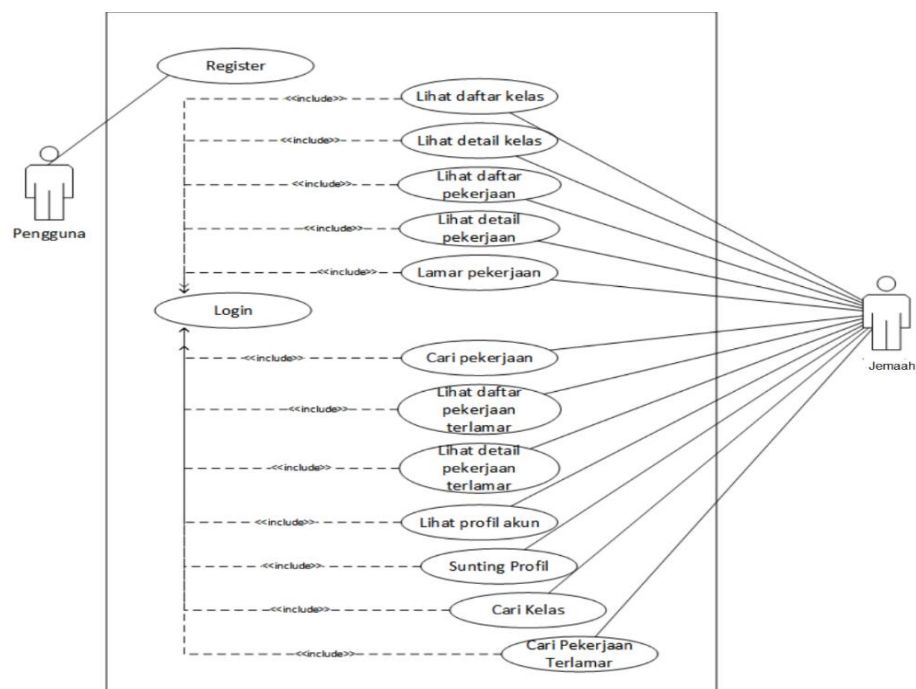 Register
<<include>>
Lihat daftar kelas
<<include>>
Lihat detail kelas
<<include>>
Lihat daftar
pekerjaan
Pengguna
<<include>>
Lihat detail
pekerjaan
<<include>>
Lamar pekerjaan
Login
<<include>>
Cari pekerjaan
Jemaah
<<include>>
Lihat daftar
pekerjaan
terlamar
<<include>>
Lihat detail
pekerjaan
terlamar
<<include>>
Lihat profil akun
<<include>>
Sunting Profil
<<include>>
Cari Kelas
<<include>>
Cari Pekerjaan
Terlamar